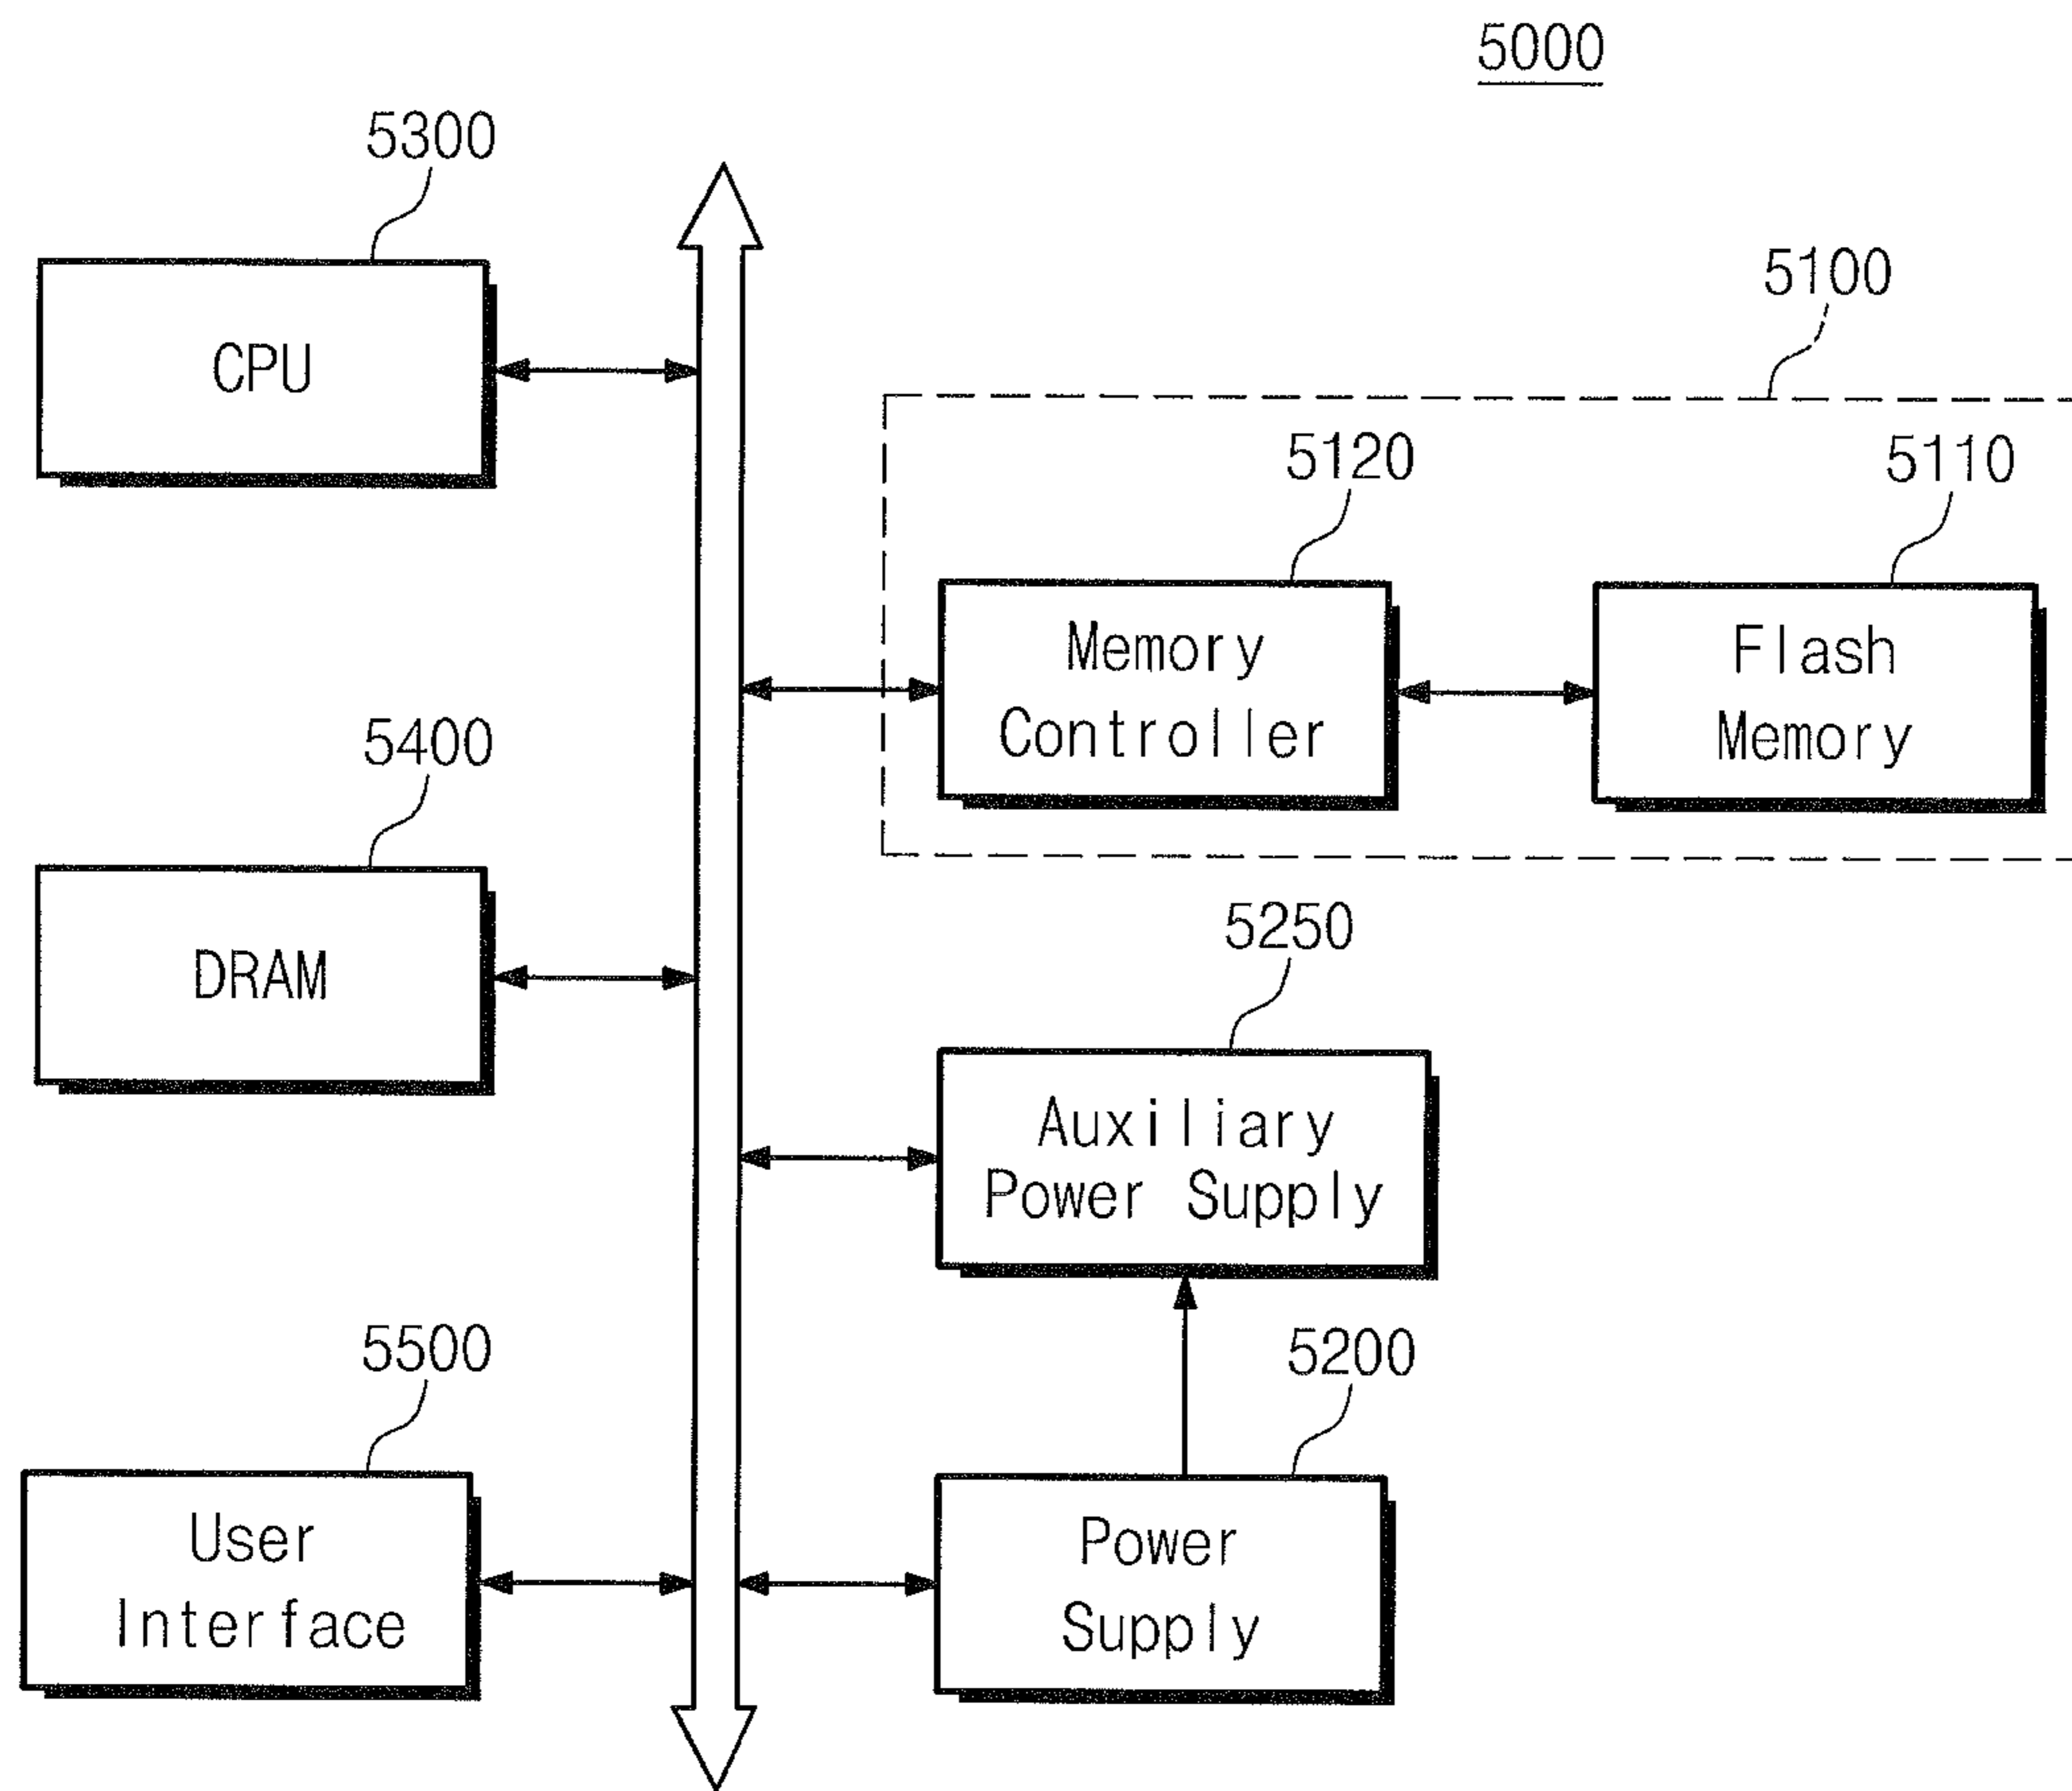 5000
5300
CPU
5100
5120
5110
Memory
Controller
Flash
Memory
5400
DRAM
5250
Auxiliary
Power Supply
5500
User
Interface
5200
Power
Supply